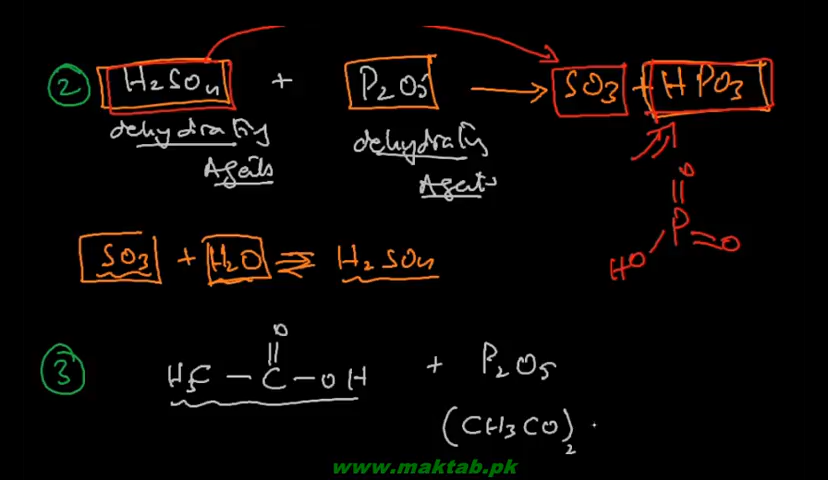 ② H₂SO₄ + P₂O₅ → SO₃ + HPO₃
dehydrating dehydrating
Agents Agents
O
||
P = O
HO
SO₃ + H₂O ⇌ H₂SO₄
O
||
③ H₃C — C — OH + P₂O₅
(CH₃CO)₂
www.maktab.pk